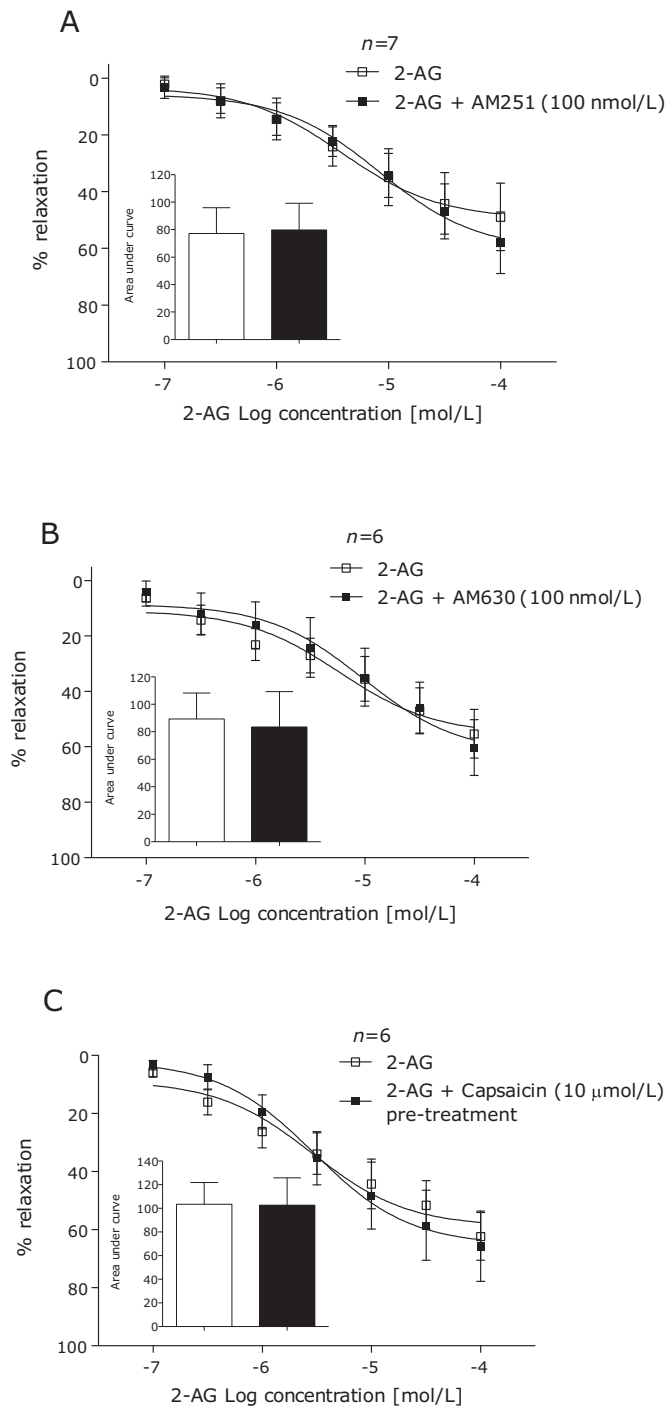 A
n=7
2-AG
2-AG + AM251 (100 nmol/L)
0
20
40
60
80
100
% relaxation
120
100
80
60
40
20
0
Area under curve
-7
-6
-5
-4
2-AG Log concentration [mol/L]
B
n=6
2-AG
2-AG + AM630 (100 nmol/L)
0
20
40
60
80
100
% relaxation
120
100
80
60
40
20
0
Area under curve
-7
-6
-5
-4
2-AG Log concentration [mol/L]
C
n=6
2-AG
2-AG + Capsaicin (10 μmol/L)
pre-treatment
0
20
40
60
80
100
% relaxation
140
120
100
80
60
40
20
0
Area under curve
-7
-6
-5
-4
2-AG Log concentration [mol/L]